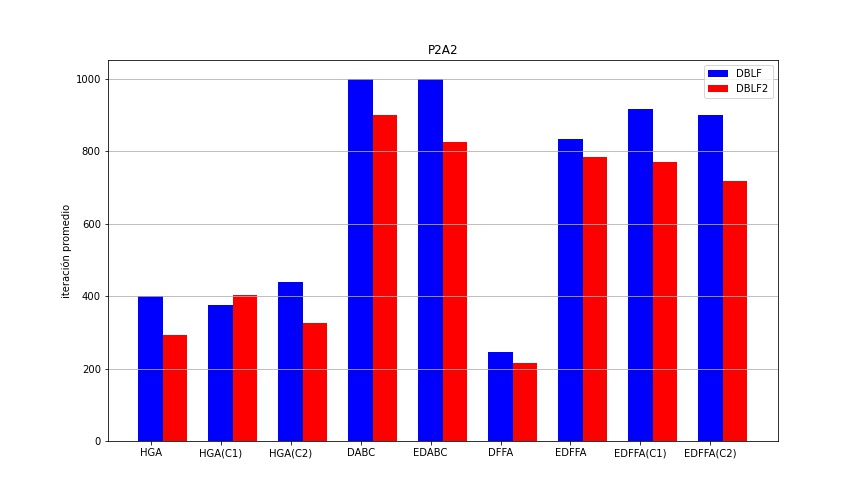 P2A2
DBLF
DBLF2
iteración promedio
1000
800
600
400
200
0
HGA
HGA(C1)
HGA(C2)
DABC
EDABC
DFFA
EDFFA
EDFFA(C1)
EDFFA(C2)